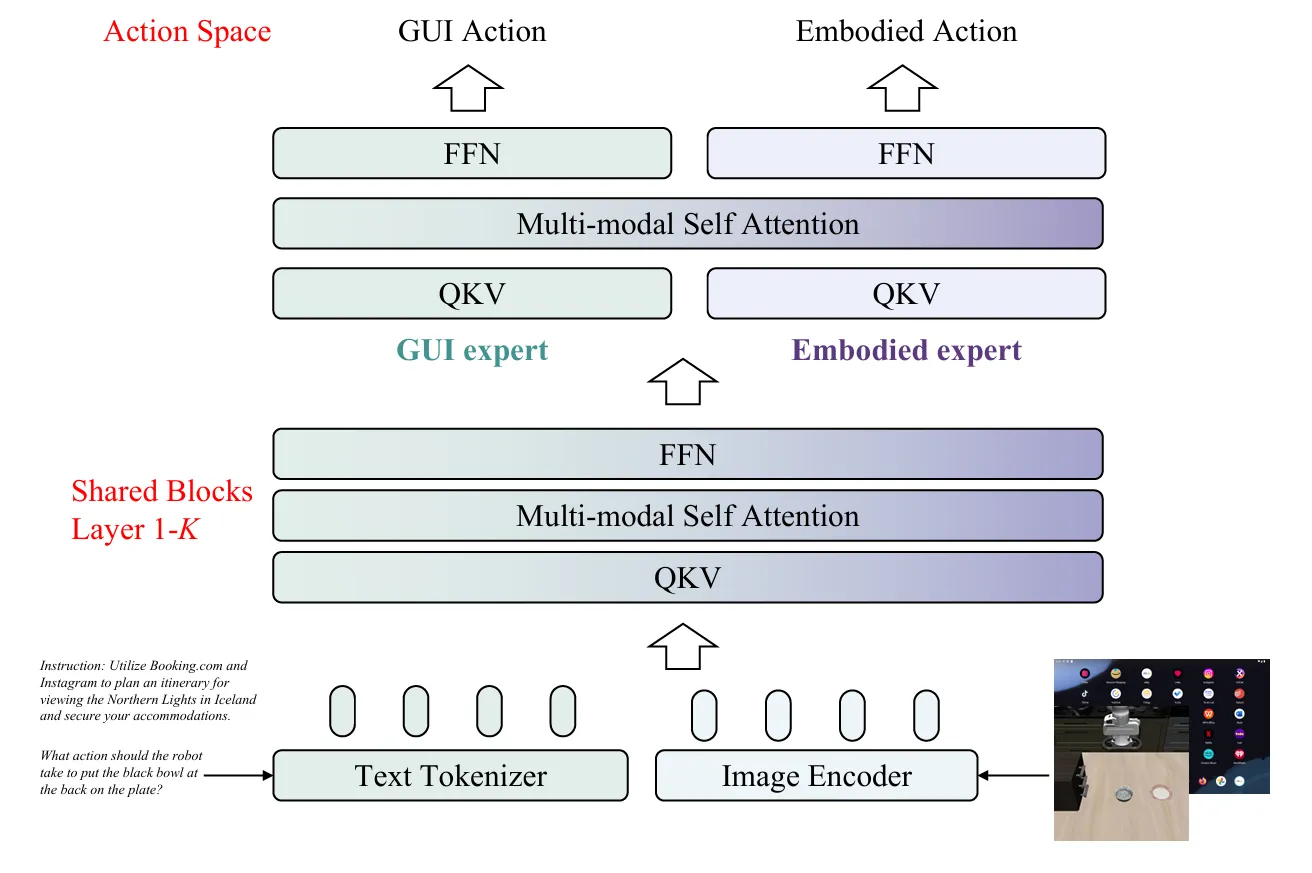 Action Space
GUI Action
Embodied Action
FFN
FFN
Multi-modal Self Attention
QKV
QKV
GUI expert
Embodied expert
FFN
Shared Blocks
Layer 1-K
Multi-modal Self Attention
QKV
Instruction: Utilize Booking.com and
Instagram to plan an itinerary for
viewing the Northern Lights in Iceland
and secure your accommodations.
What action should the robot
take to put the black bowl at
the back on the plate?
Text Tokenizer
Image Encoder